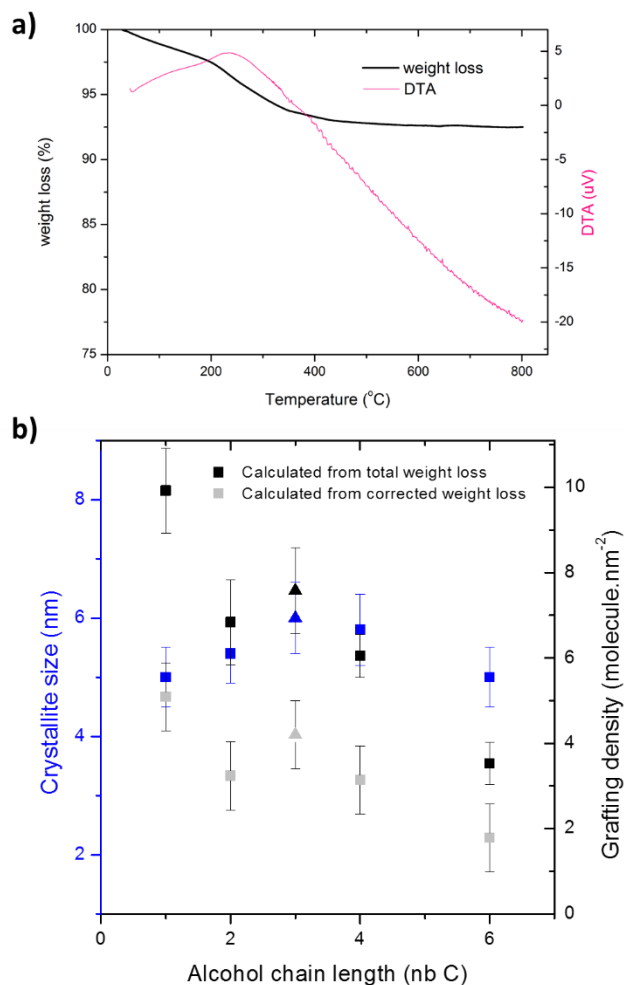 a)
100
95
90
85
80
75
weight loss (%)
weight loss
DTA
5
0
-5
-10
-15
-20
DTA (uV)
0
200
400
600
800
Temperature (°C)
b)
8
6
4
2
Crystallite size (nm)
Calculated from total weight loss
Calculated from corrected weight loss
10
8
6
4
2
0
Grafting density (molecule.nm⁻²)
0
2
4
6
Alcohol chain length (nb C)